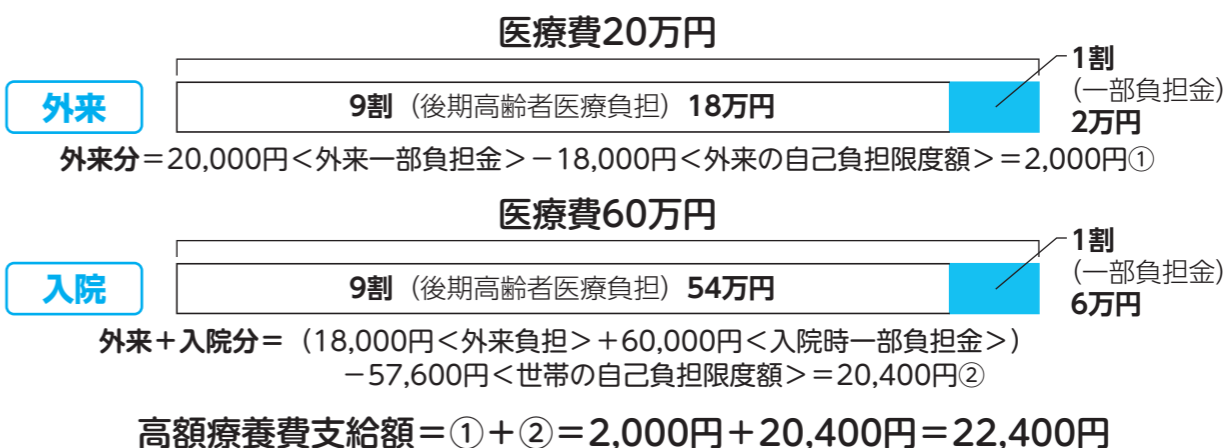 医療費20万円
外来
9割（後期高齢者医療負担）18万円
1割
（一部負担金）
2万円
外来分＝20,000円＜外来一部負担金＞－18,000円＜外来の自己負担限度額＞＝2,000円①
医療費60万円
入院
9割（後期高齢者医療負担）54万円
1割
（一部負担金）
6万円
外来＋入院分＝（18,000円＜外来負担＞＋60,000円＜入院時一部負担金＞）
－57,600円＜世帯の自己負担限度額＞＝20,400円②
高額療養費支給額＝①＋②＝2,000円＋20,400円＝22,400円